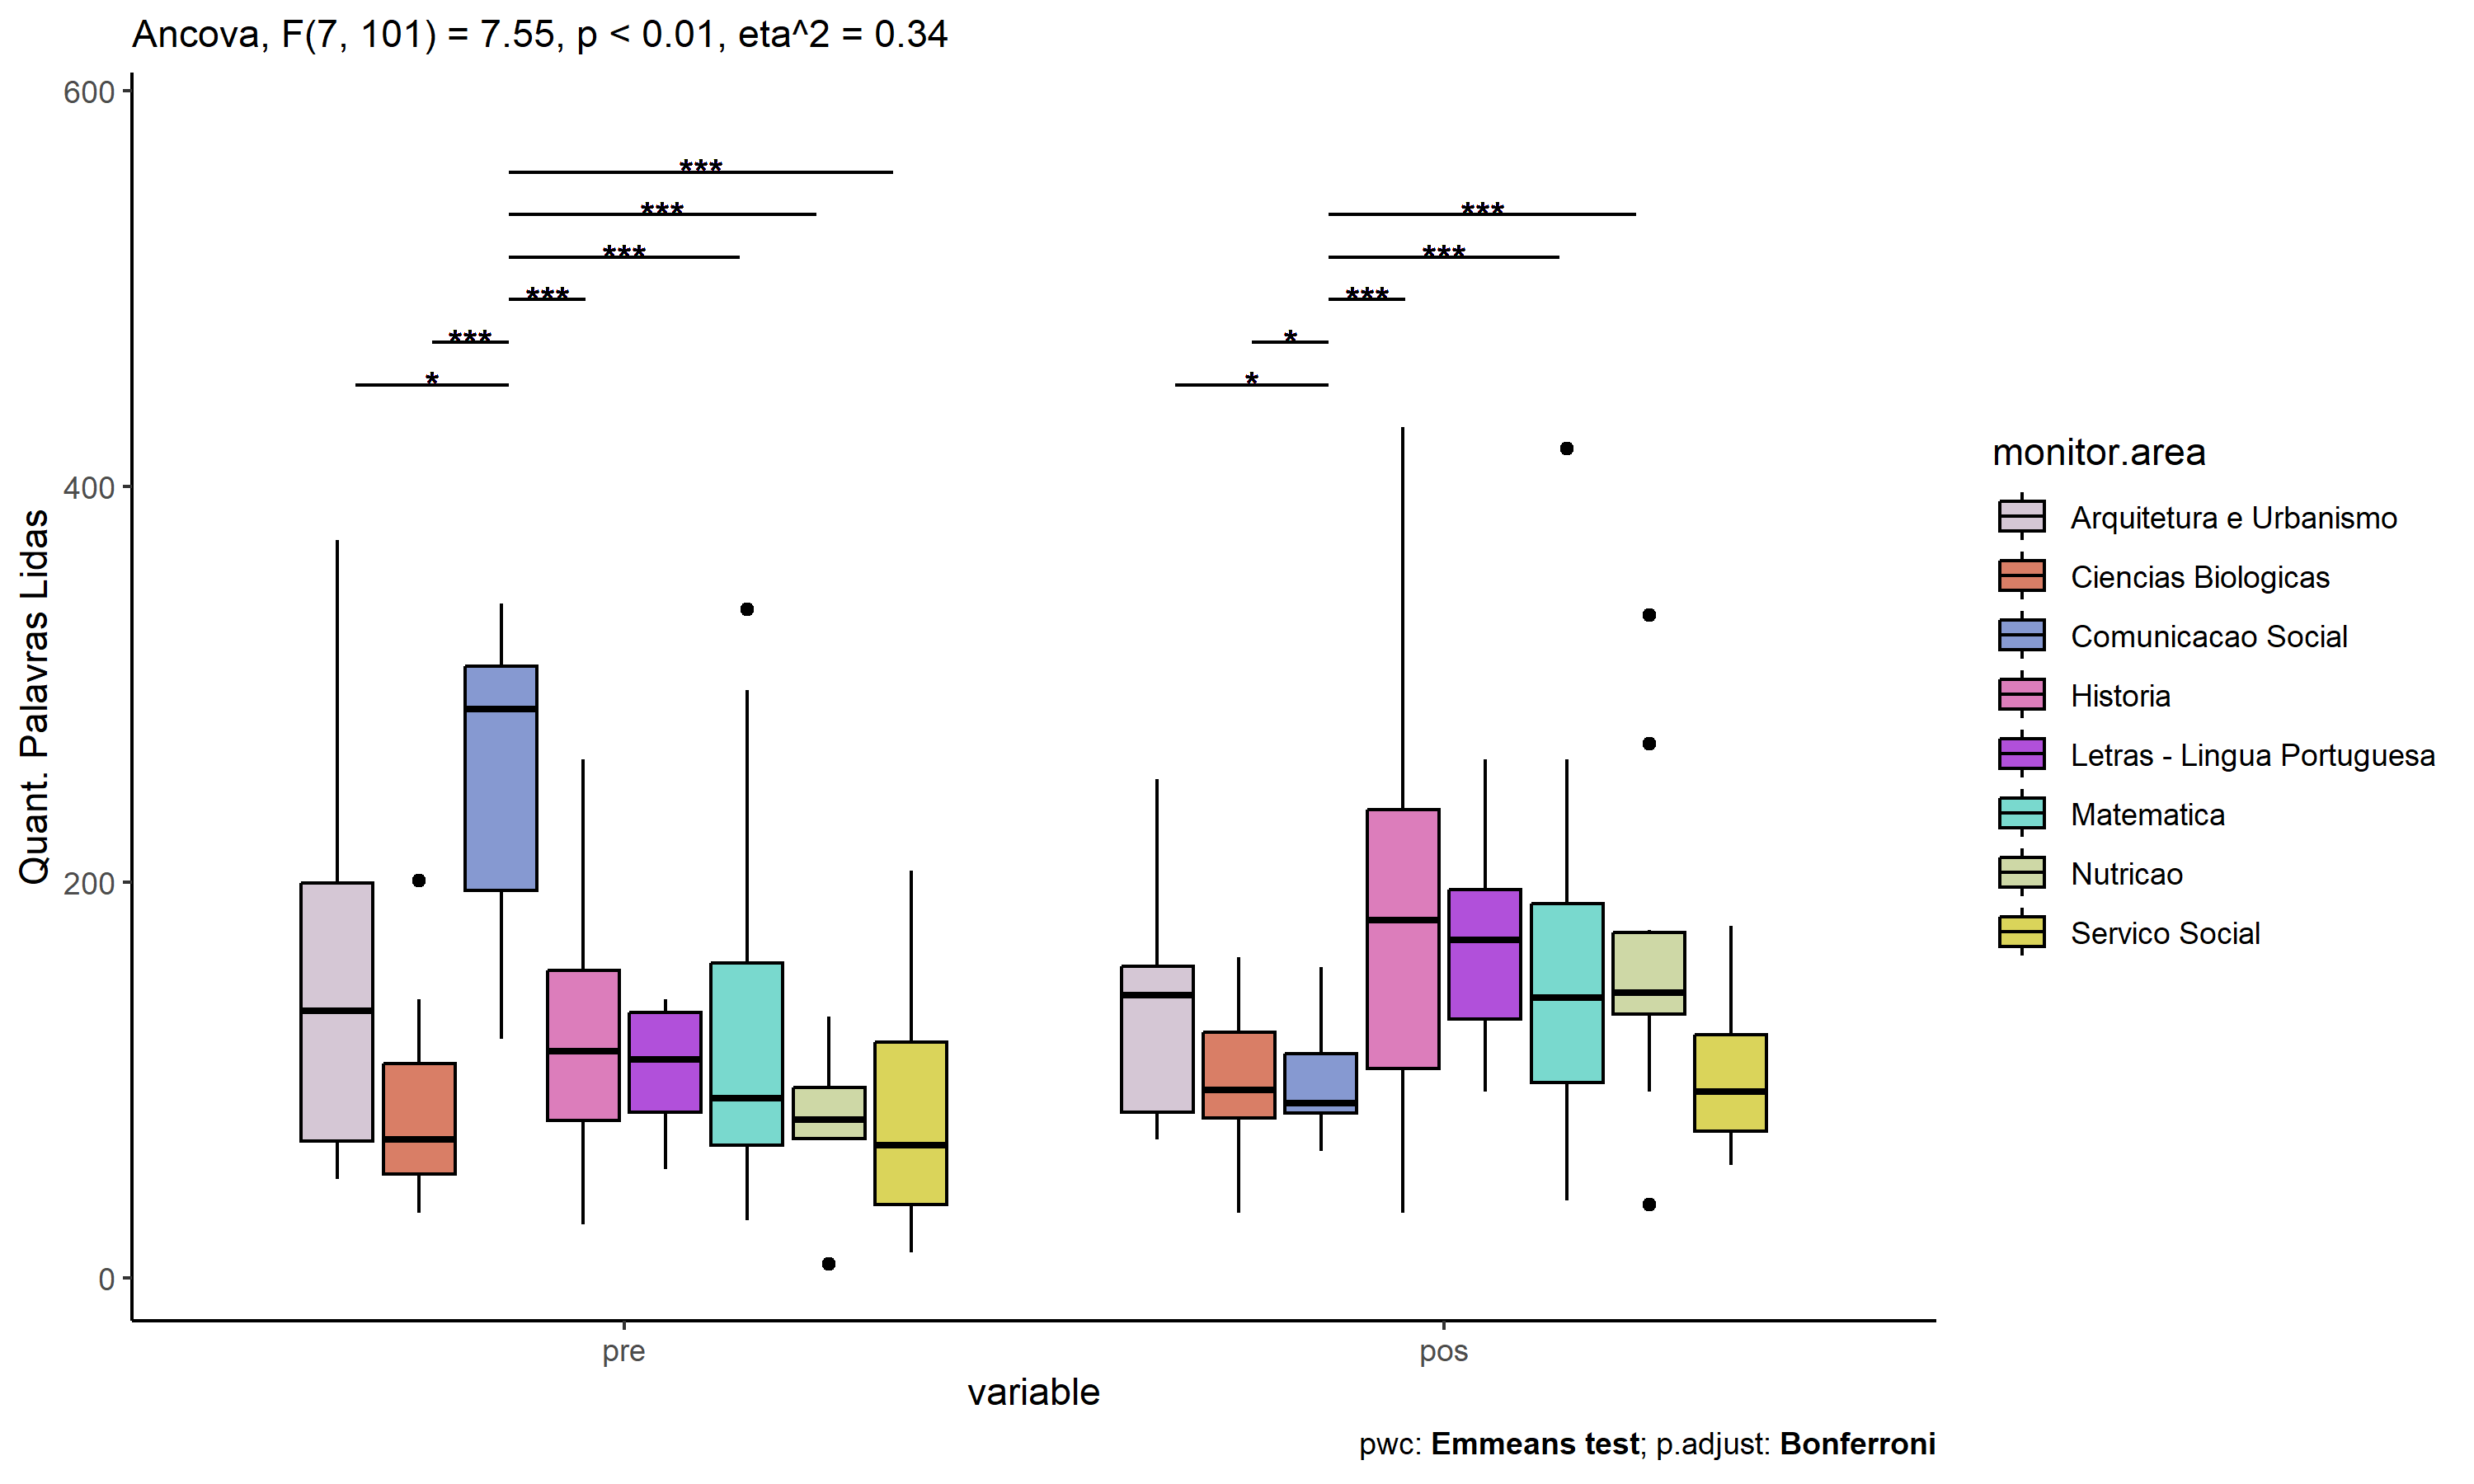 Ancova, F(7, 101) = 7.55, p < 0.01, eta^2 = 0.34
600
400
200
0
Quant. Palavras Lidas
***
***
***
***
***
*
***
***
***
*
*
pre
pos
variable
monitor.area
Arquitetura e Urbanismo
Ciencias Biologicas
Comunicacao Social
Historia
Letras - Lingua Portuguesa
Matematica
Nutricao
Servico Social
pwc: Emmeans test; p.adjust: Bonferroni